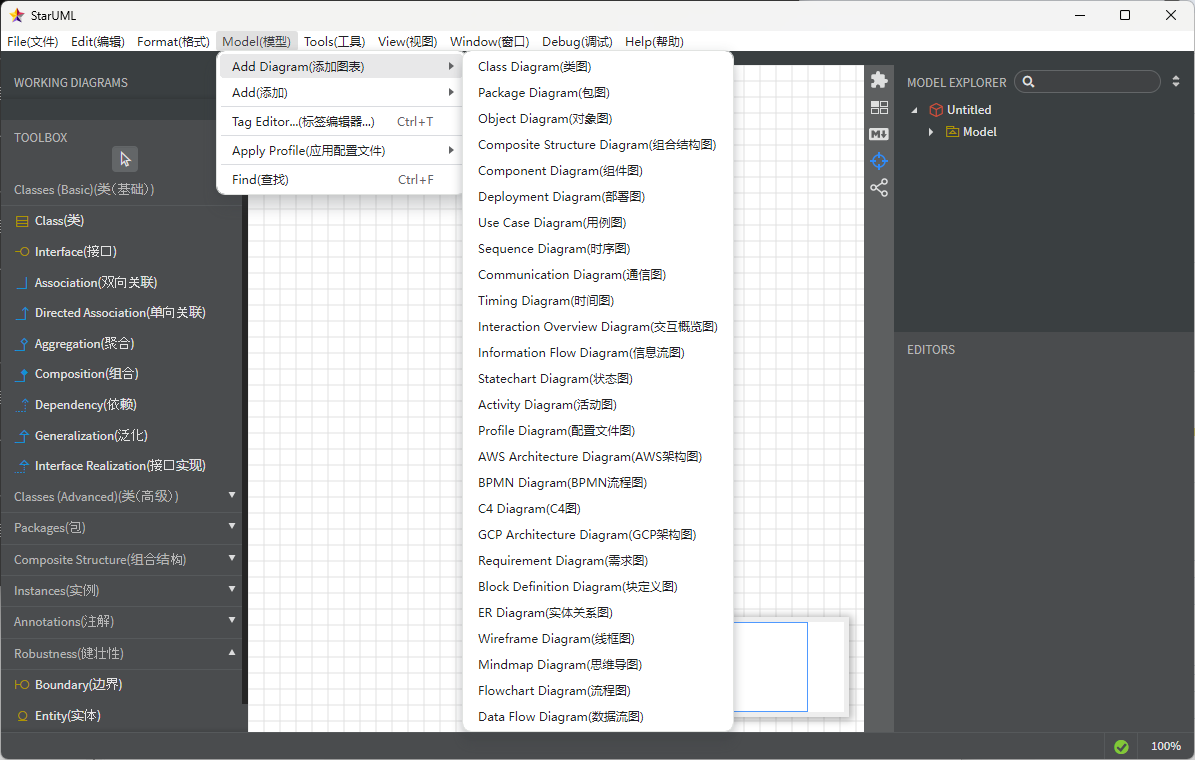 StarUML
File(文件) Edit(编辑) Format(格式) Model(模型) Tools(工具) View(视图) Window(窗口) Debug(调试) Help(帮助)
WORKING DIAGRAMS
TOOLBOX
Classes (Basic)(类（基础）)
Class(类)
Interface(接口)
Association(双向关联)
Directed Association(单向关联)
Aggregation(聚合)
Composition(组合)
Dependency(依赖)
Generalization(泛化)
Interface Realization(接口实现)
Classes (Advanced)(类（高级）)
Packages(包)
Composite Structure(组合结构)
Instances(实例)
Annotations(注解)
Robustness(健壮性)
Boundary(边界)
Entity(实体)
Add Diagram(添加图表)
Add(添加)
Tag Editor...(标签编辑器...) Ctrl+T
Apply Profile(应用配置文件)
Find(查找) Ctrl+F
Class Diagram(类图)
Package Diagram(包图)
Object Diagram(对象图)
Composite Structure Diagram(组合结构图)
Component Diagram(组件图)
Deployment Diagram(部署图)
Use Case Diagram(用例图)
Sequence Diagram(时序图)
Communication Diagram(通信图)
Timing Diagram(时间图)
Interaction Overview Diagram(交互概览图)
Information Flow Diagram(信息流图)
Statechart Diagram(状态图)
Activity Diagram(活动图)
Profile Diagram(配置文件图)
AWS Architecture Diagram(AWS架构图)
BPMN Diagram(BPMN流程图)
C4 Diagram(C4图)
GCP Architecture Diagram(GCP架构图)
Requirement Diagram(需求图)
Block Definition Diagram(块定义图)
ER Diagram(实体关系图)
Wireframe Diagram(线框图)
Mindmap Diagram(思维导图)
Flowchart Diagram(流程图)
Data Flow Diagram(数据流图)
M
MODEL EXPLORER
Untitled
Model
EDITORS
100%